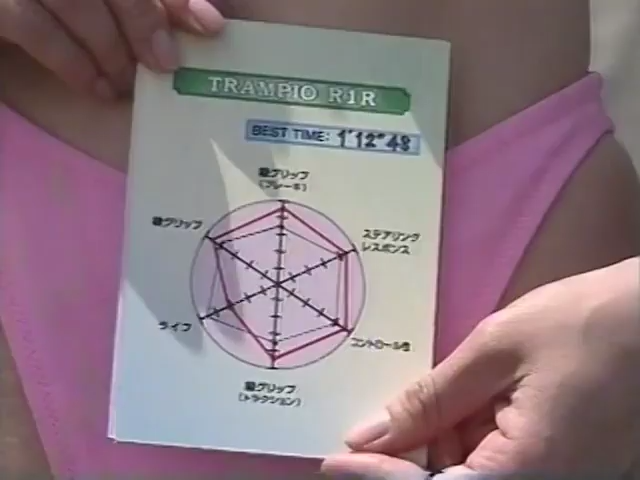 TRAMPIO R1R
BEST TIME: 1'12"48
縦グリップ
(ブレーキ)
横グリップ
ステアリング
レスポンス
ライフ
コントロール性
縦グリップ
(トラクション)